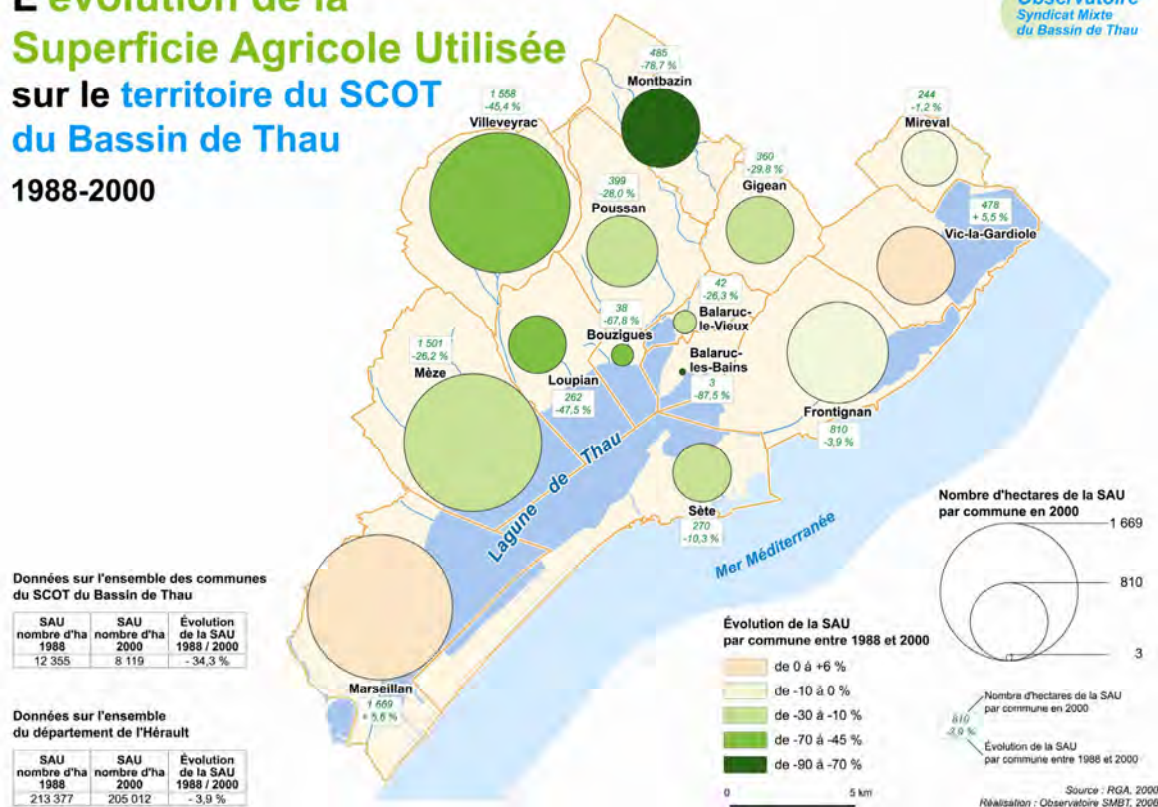 L'évolution de la
Superficie Agricole Utilisée
sur le territoire du SCOT
du Bassin de Thau
1988-2000
Observatoire
Syndicat Mixte
du Bassin de Thau
485
-78,7 %
Montbazin
1 558
-45,4 %
Villeveyrac
244
-1,2 %
Mireval
360
-29,8 %
Gigean
399
-28,0 %
Poussan
478
+ 5,5 %
Vic-la-Gardiole
42
-26,3 %
Balaruc-
le-Vieux
38
-67,8 %
Bouzigues
Balaruc-
les-Bains
3
-87,5 %
1 501
-26,2 %
Mèze
Loupian
262
-47,5 %
Frontignan
810
-3,9 %
Lagune de Thau
Sète
270
-10,3 %
Mer Méditerranée
Marseillan
1 669
+ 5,6 %
Données sur l'ensemble des communes
du SCOT du Bassin de Thau
SAU nombre d'ha 1988
SAU nombre d'ha 2000
Évolution de la SAU 1988 / 2000
12 355 8 119 - 34,3 %
Données sur l'ensemble
du département de l'Hérault
SAU nombre d'ha 1988
SAU nombre d'ha 2000
Évolution de la SAU 1988 / 2000
213 377 205 012 - 3,9 %
Évolution de la SAU
par commune entre 1988 et 2000
de 0 à +6 %
de -10 à 0 %
de -30 à -10 %
de -70 à -45 %
de -90 à -70 %
0 5 km
Nombre d'hectares de la SAU
par commune en 2000
1 669
810
3
Nombre d'hectares de la SAU
par commune en 2000
810
-3,9 %
Évolution de la SAU
par commune entre 1988 et 2000
Source : RGA, 2000
Réalisation : Observatoire SMBT, 2006